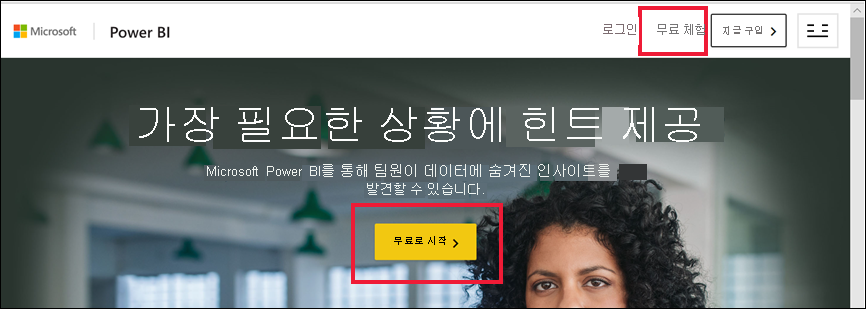 Microsoft Power BI 로그인 무료 체험 지금 구입
가장 필요한 상황에 힌트 제공
Microsoft Power BI를 통해 팀원이 데이터에 숨겨진 인사이트를
발견할 수 있습니다.
무료로 시작